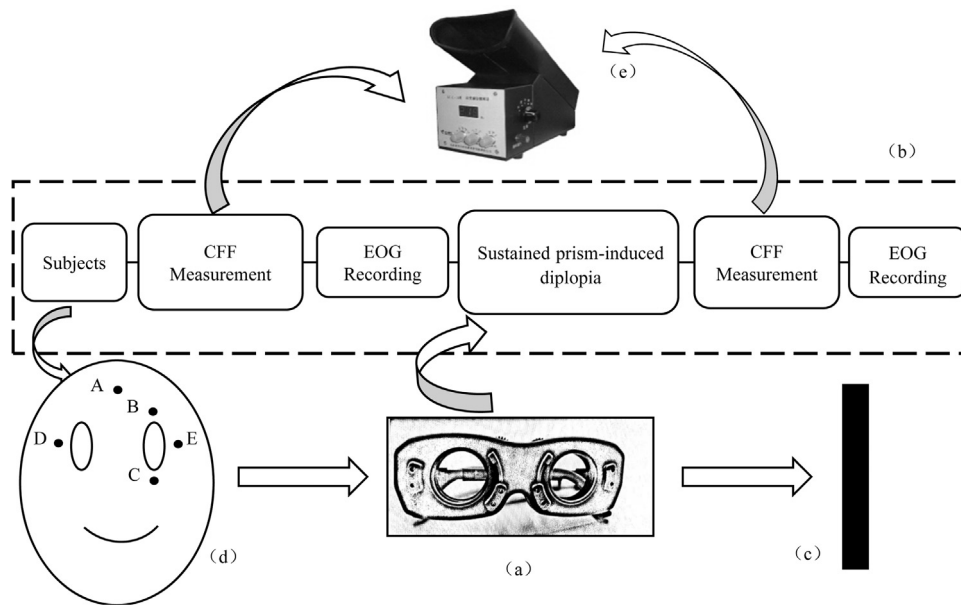 (e)
(b)
Subjects
CFF
Measurement
EOG
Recording
Sustained prism-induced
diplopia
CFF
Measurement
EOG
Recording
A
B
D
E
C
(d)
(a)
(c)